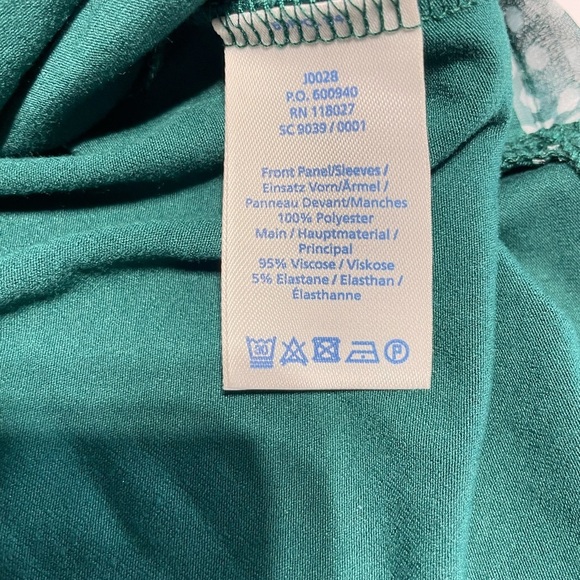 J0028
P.O. 600940
RN 118027
SC 9039 / 0001
Front Panel/Sleeves /
Einsatz Vorn/Ärmel /
Panneau Devant/Manches
100% Polyester
Main / Hauptmaterial /
Principal
95% Viscose / Viskose
5% Elastane / Elasthan /
Élasthanne
30
P